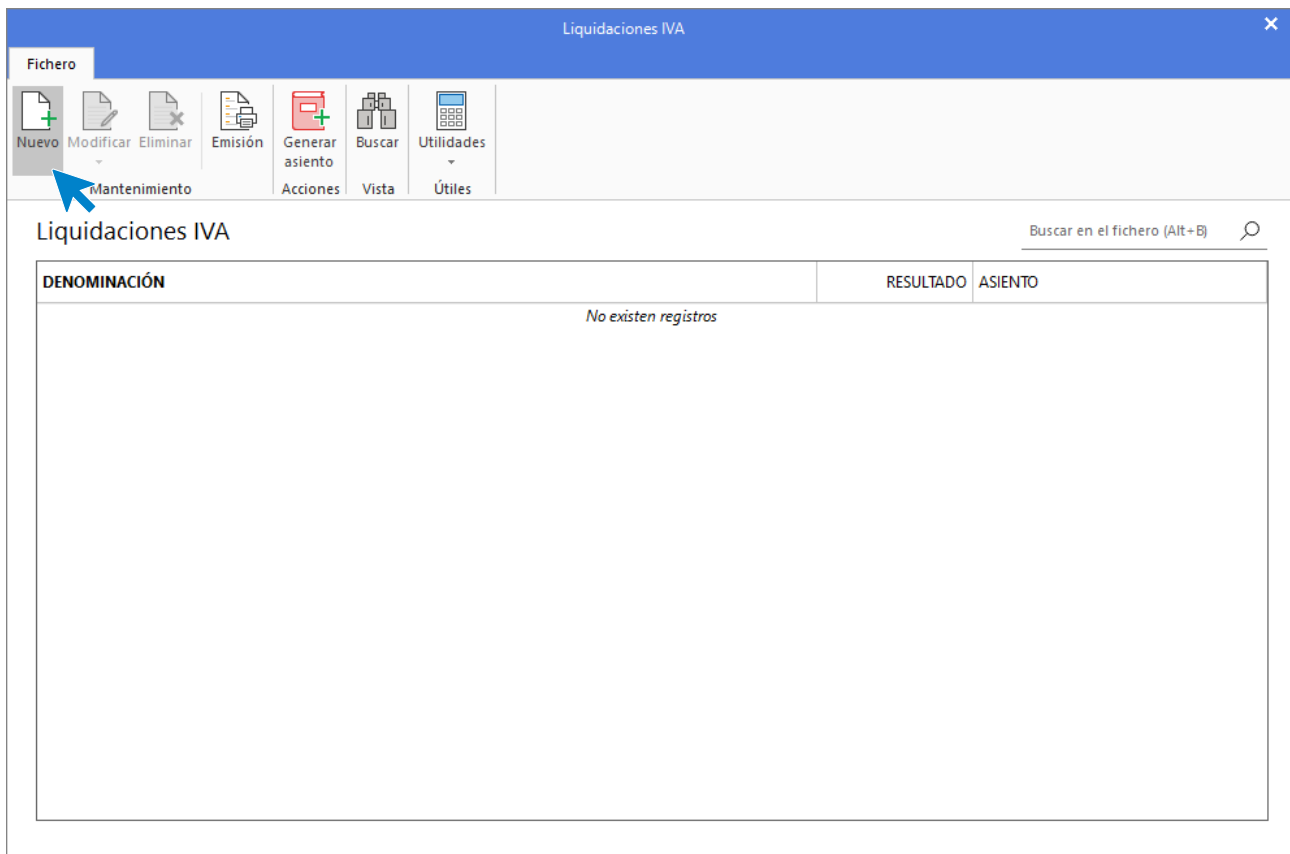 Liquidaciones IVA
Fichero
Nuevo Modificar Eliminar Emisión Generar asiento Buscar Utilidades
Mantenimiento Acciones Vista Útiles
Liquidaciones IVA
Buscar en el fichero (Alt+B)
DENOMINACIÓN RESULTADO ASIENTO
No existen registros